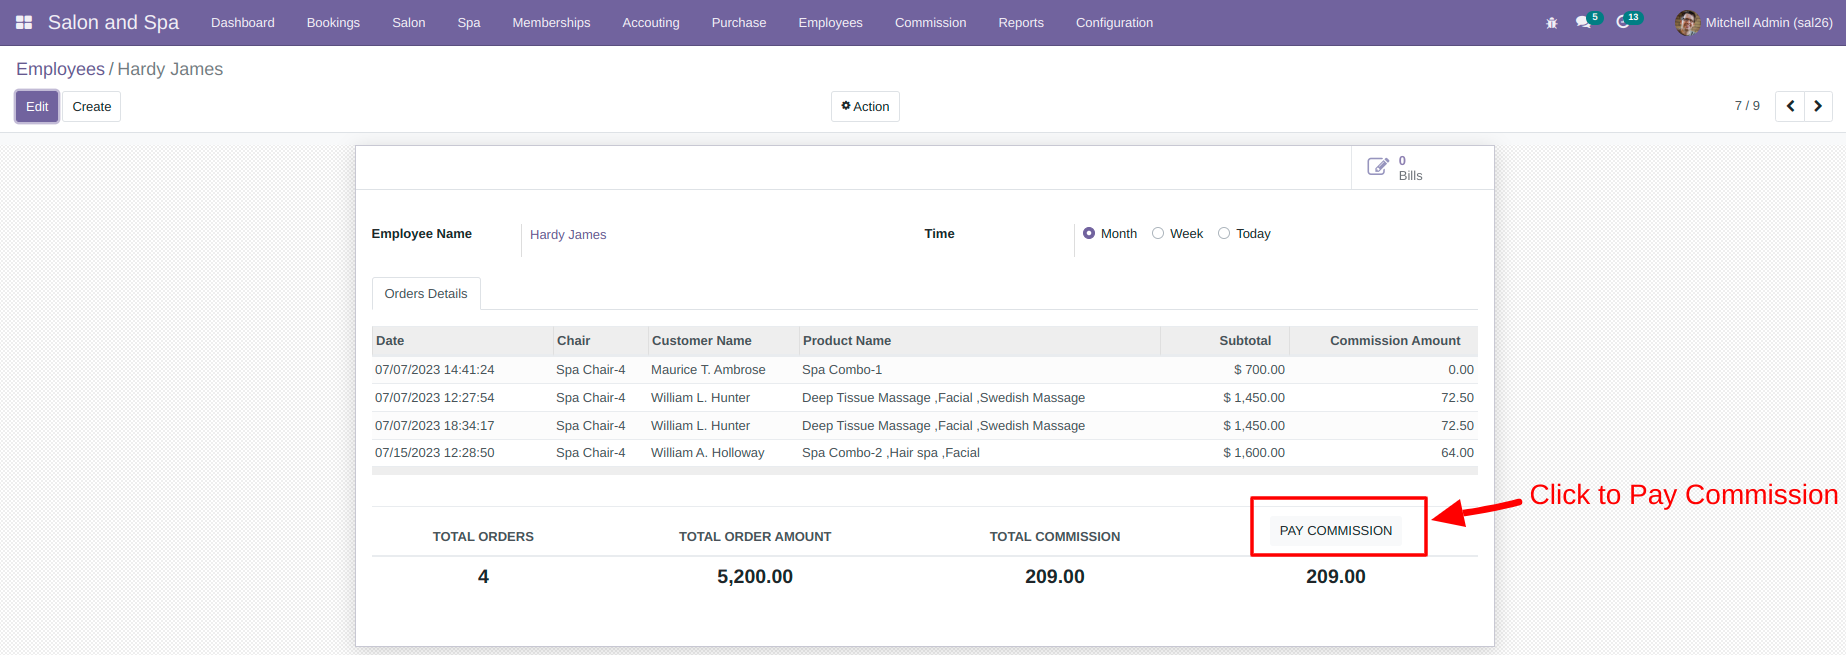 Salon and Spa Dashboard Bookings Salon Spa Memberships Accouting Purchase Employees Commission Reports Configuration 5 13 Mitchell Admin (sal26)
Employees / Hardy James
Edit Create Action 7 / 9
0
Bills
Employee Name Hardy James Time Month Week Today
Orders Details
Date Chair Customer Name Product Name Subtotal Commission Amount
07/07/2023 14:41:24 Spa Chair-4 Maurice T. Ambrose Spa Combo-1 $ 700.00 0.00
07/07/2023 12:27:54 Spa Chair-4 William L. Hunter Deep Tissue Massage ,Facial ,Swedish Massage $ 1,450.00 72.50
07/07/2023 18:34:17 Spa Chair-4 William L. Hunter Deep Tissue Massage ,Facial ,Swedish Massage $ 1,450.00 72.50
07/15/2023 12:28:50 Spa Chair-4 William A. Holloway Spa Combo-2 ,Hair spa ,Facial $ 1,600.00 64.00
Click to Pay Commission
TOTAL ORDERS TOTAL ORDER AMOUNT TOTAL COMMISSION PAY COMMISSION
4 5,200.00 209.00 209.00